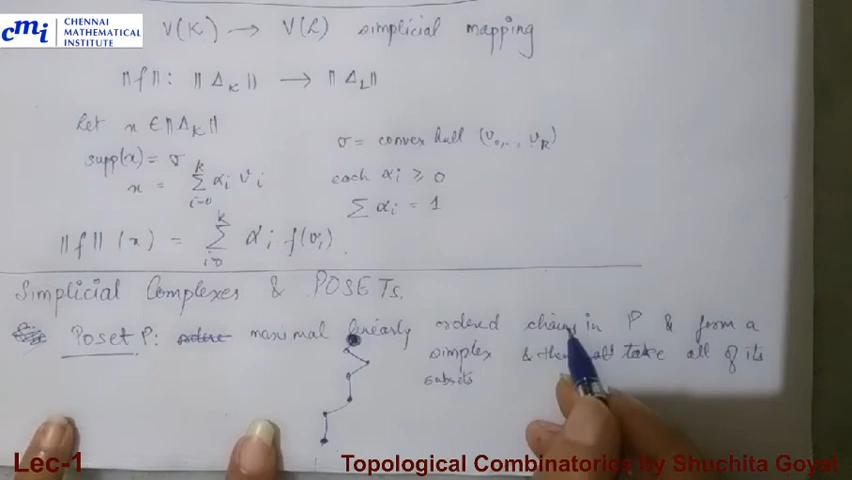 cmi CHENNAI MATHEMATICAL INSTITUTE
V(K) → V(L) simplicial mapping
||f|| : ||Δ_K|| → ||Δ_L||
Let x ∈ ||Δ_K||
supp(x) = σ σ = convex hull (v_0, .. , v_k)
x = Σ_{i=0}^{k} α_i v_i each α_i ≥ 0
Σ α_i = 1
||f|| (x) = Σ_{i=0}^{k} α_i f(v_i).
Simplicial Complexes & POSETs.
Poset P: maximal linearly ordered chains in P & form a
simplex & take all of its
subsets
Lec-1 Topological Combinatorics by Shuchita Goyal